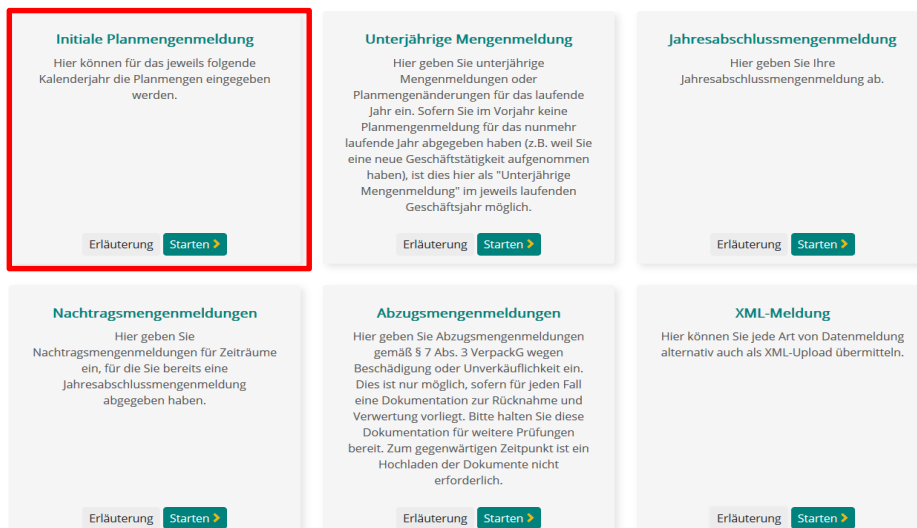 Initiale Planmengenmeldung
Hier können für das jeweils folgende
Kalenderjahr die Planmengen eingegeben
werden.
Erläuterung Starten
Unterjährige Mengenmeldung
Hier geben Sie unterjährige
Mengenmeldungen oder
Planmengenänderungen für das laufende
Jahr ein. Sofern Sie im Vorjahr keine
Planmengenmeldung für das nunmehr
laufende Jahr abgegeben haben (z.B. weil Sie
eine neue Geschäftstätigkeit aufgenommen
haben), ist dies hier als "Unterjährige
Mengenmeldung" im jeweils laufenden
Geschäftsjahr möglich.
Erläuterung Starten
Jahresabschlussmengenmeldung
Hier geben Sie Ihre
Jahresabschlussmengenmeldung ab.
Erläuterung Starten
Nachtragsmengenmeldungen
Hier geben Sie
Nachtragsmengenmeldungen für Zeiträume
ein, für die Sie bereits eine
Jahresabschlussmengenmeldung
abgegeben haben.
Erläuterung Starten
Abzugsmengenmeldungen
Hier geben Sie Abzugsmengenmeldungen
gemäß § 7 Abs. 3 VerpackG wegen
Beschädigung oder Unverkäuflichkeit ein.
Dies ist nur möglich, sofern für jeden Fall
eine Dokumentation zur Rücknahme und
Verwertung vorliegt. Bitte halten Sie diese
Dokumentation für weitere Prüfungen
bereit. Zum gegenwärtigen Zeitpunkt ist ein
Hochladen der Dokumente nicht
erforderlich.
Erläuterung Starten
XML-Meldung
Hier können Sie jede Art von Datenmeldung
alternativ auch als XML-Upload übermitteln.
Erläuterung Starten